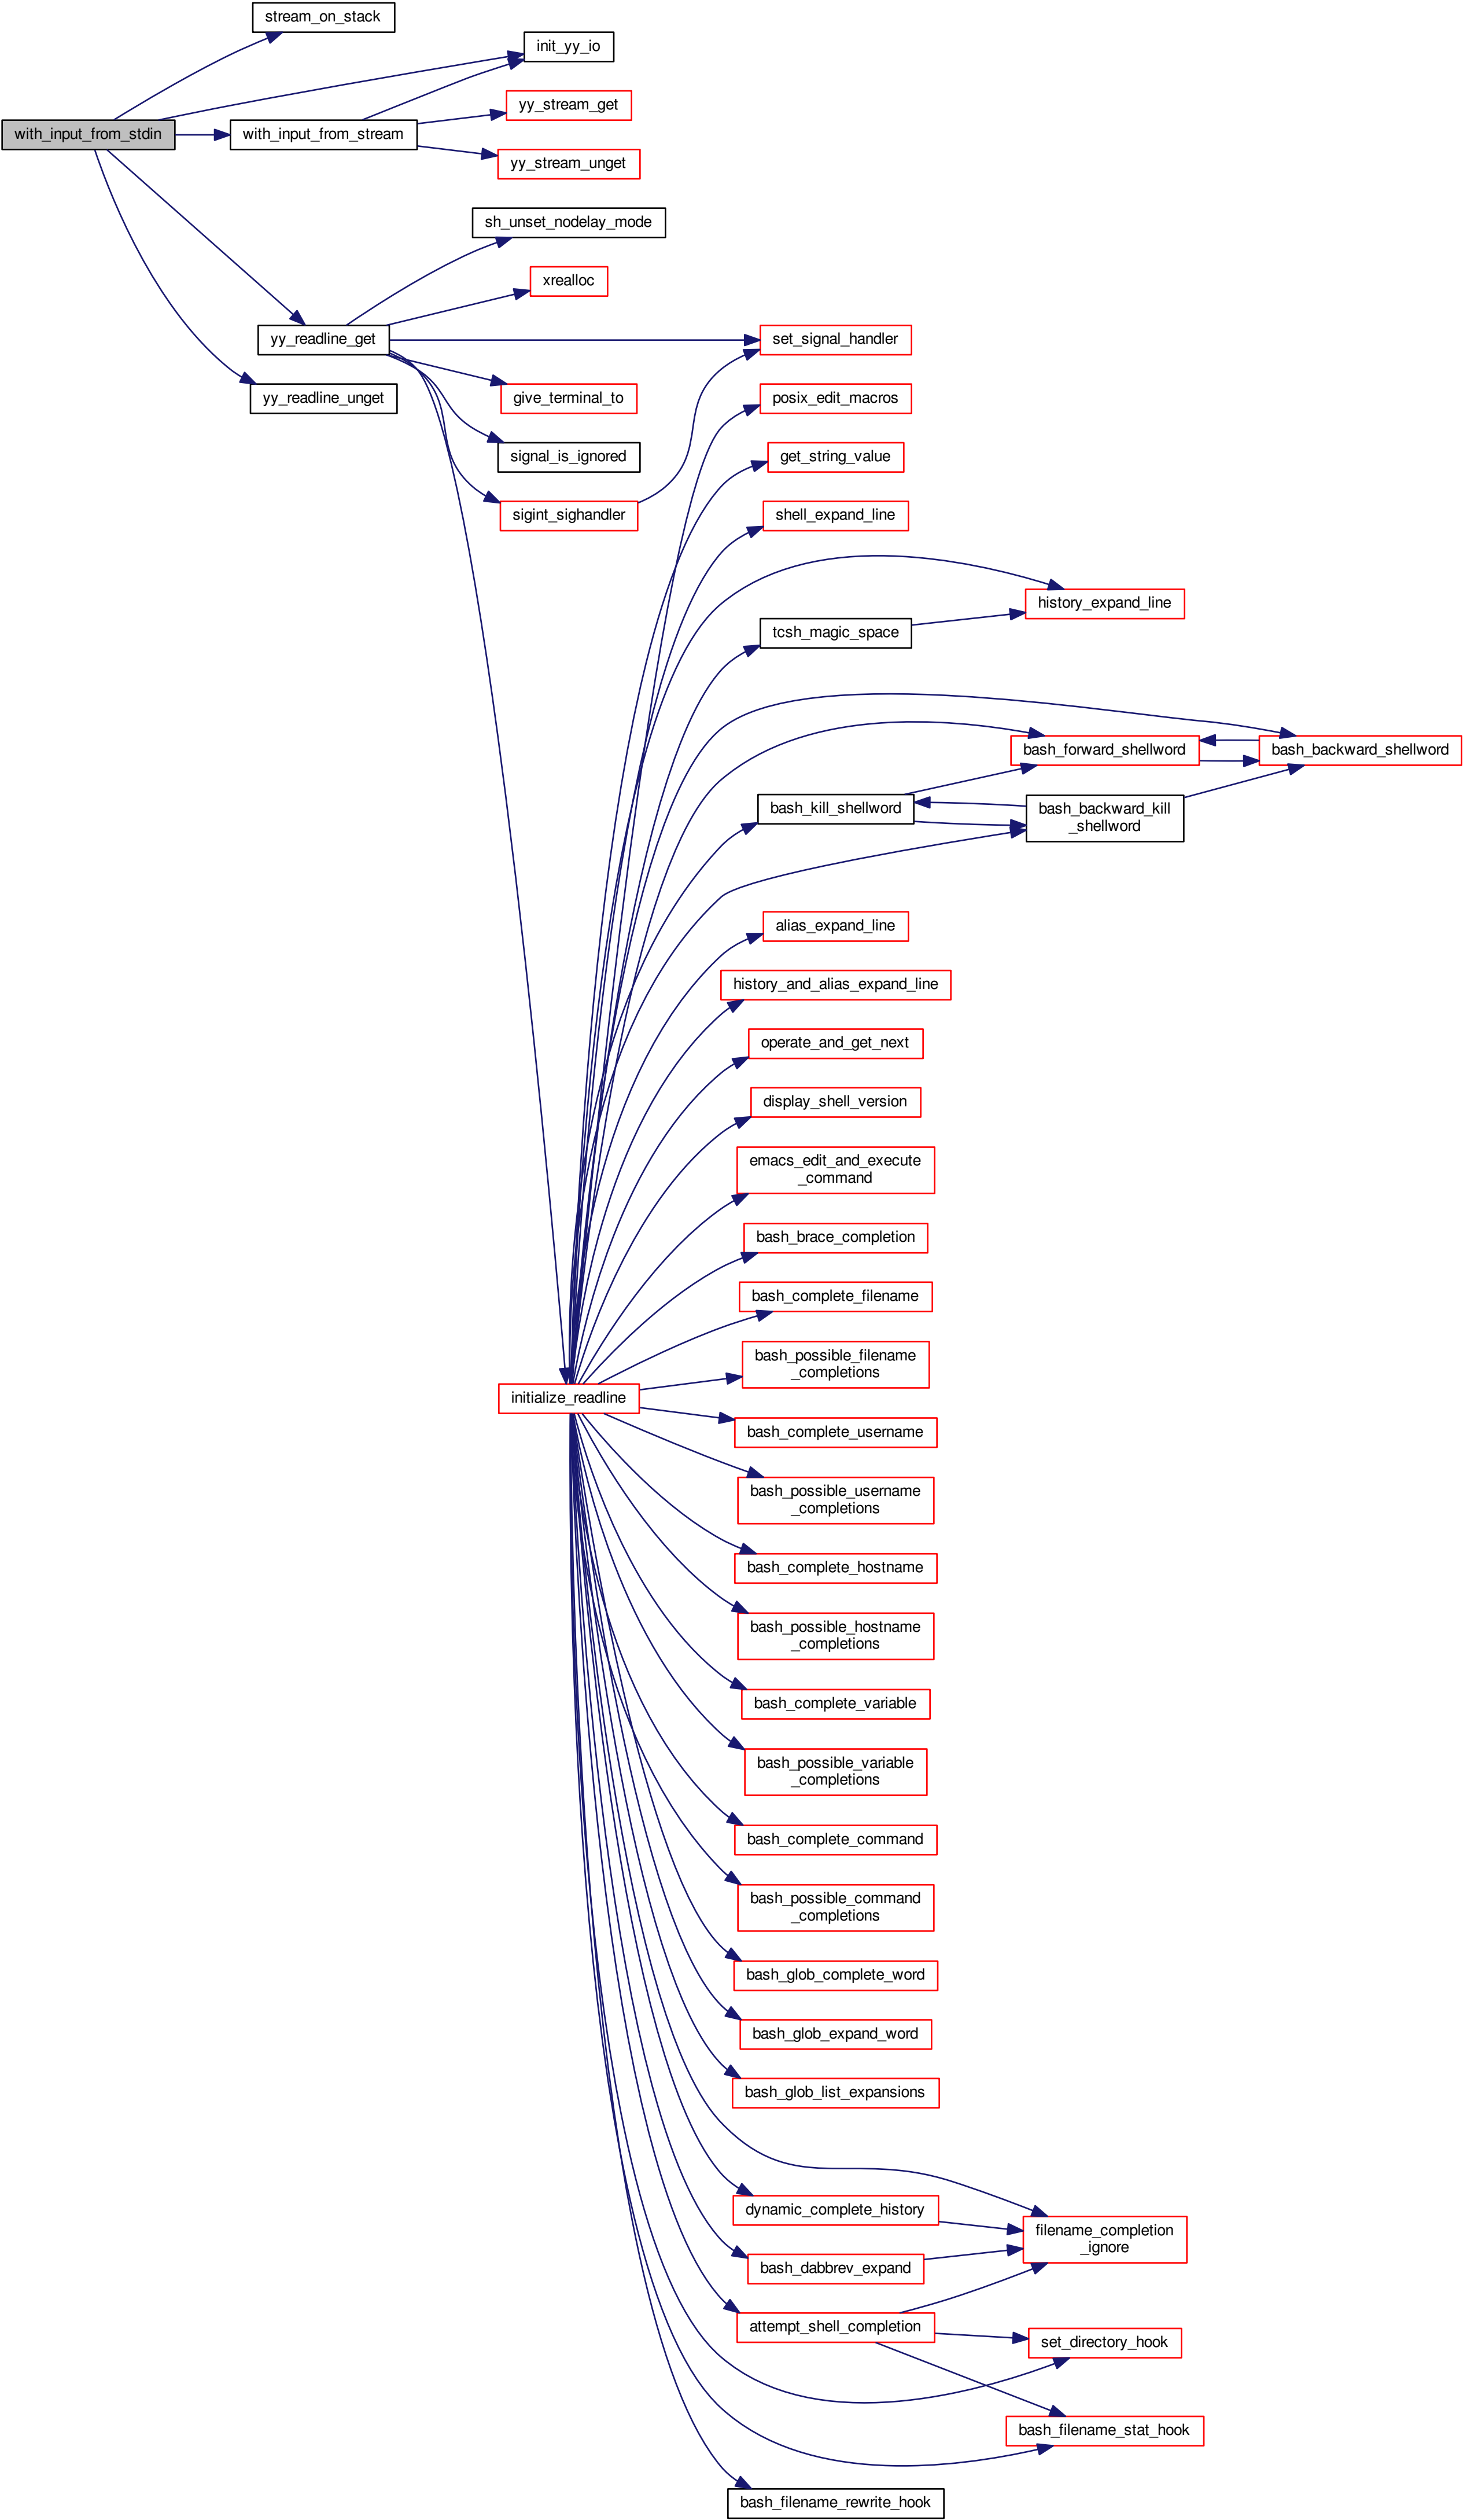 stream_on_stack
init_yy_io
yy_stream_get
with_input_from_stdin
with_input_from_stream
yy_stream_unget
sh_unset_nodelay_mode
xrealloc
yy_readline_get
set_signal_handler
yy_readline_unget
give_terminal_to
posix_edit_macros
signal_is_ignored
get_string_value
sigint_sighandler
shell_expand_line
history_expand_line
tcsh_magic_space
bash_forward_shellword
bash_backward_shellword
bash_kill_shellword
bash_backward_kill
_shellword
alias_expand_line
history_and_alias_expand_line
operate_and_get_next
display_shell_version
emacs_edit_and_execute
_command
bash_brace_completion
bash_complete_filename
bash_possible_filename
_completions
initialize_readline
bash_complete_username
bash_possible_username
_completions
bash_complete_hostname
bash_possible_hostname
_completions
bash_complete_variable
bash_possible_variable
_completions
bash_complete_command
bash_possible_command
_completions
bash_glob_complete_word
bash_glob_expand_word
bash_glob_list_expansions
dynamic_complete_history
filename_completion
_ignore
bash_dabbrev_expand
attempt_shell_completion
set_directory_hook
bash_filename_stat_hook
bash_filename_rewrite_hook